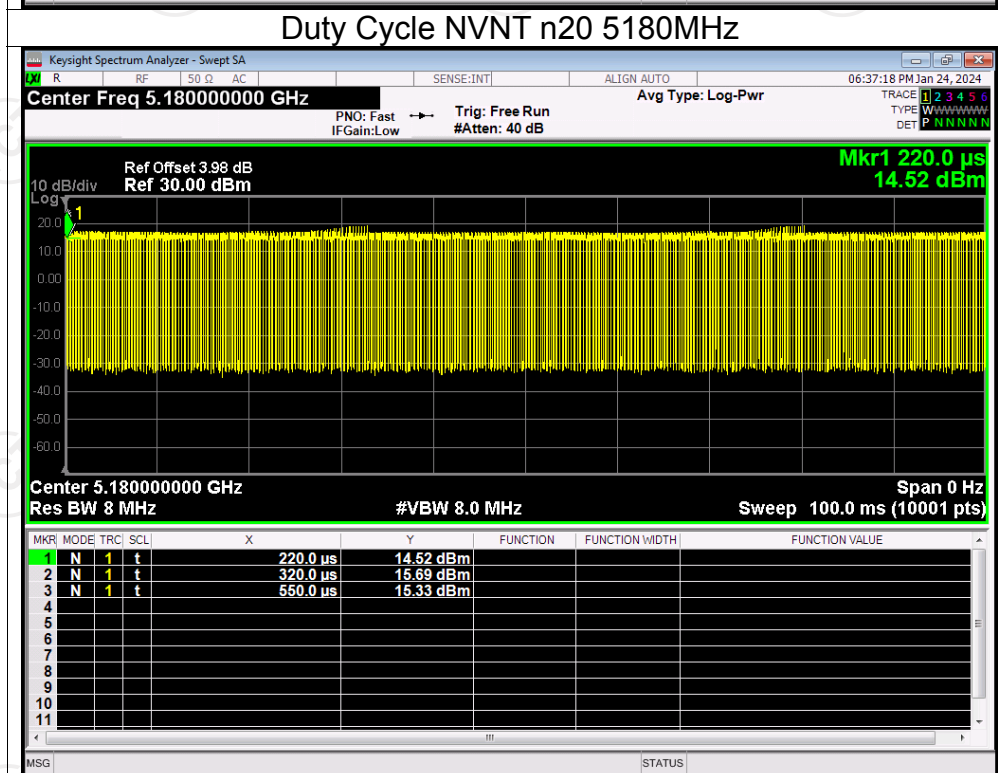 Duty Cycle NVNT n20 5180MHz
Keysight Spectrum Analyzer - Swept SA
LXI R RF 50 Ω AC SENSE:INT ALIGN AUTO 06:37:18 PM Jan 24, 2024
Center Freq 5.180000000 GHz Avg Type: Log-Pwr TRACE 1 2 3 4 5 6
PNO: Fast Trig: Free Run TYPE WWWWWW
IFGain:Low #Atten: 40 dB DET P N N N N N
Mkr1 220.0 µs
Ref Offset 3.98 dB
10 dB/div Ref 30.00 dBm 14.52 dBm
Log
1
20.0
10.0
0.00
-10.0
-20.0
-30.0
-40.0
-50.0
-60.0
Center 5.180000000 GHz Span 0 Hz
Res BW 8 MHz #VBW 8.0 MHz Sweep 100.0 ms (10001 pts)
MKR MODE TRC SCL X Y FUNCTION FUNCTION WIDTH FUNCTION VALUE
1 N 1 t 220.0 µs 14.52 dBm
2 N 1 t 320.0 µs 15.69 dBm
3 N 1 t 550.0 µs 15.33 dBm
4
5
6
7
8
9
10
11
MSG STATUS